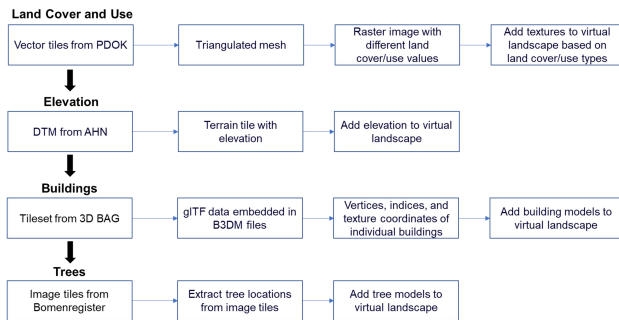 Land Cover and Use
Vector tiles from PDOK
Triangulated mesh
Raster image with
different land
cover/use values
Add textures to virtual
landscape based on
land cover/use types
Elevation
DTM from AHN
Terrain tile with
elevation
Add elevation to virtual
landscape
Buildings
Tileset from 3D BAG
glTF data embedded in
B3DM files
Vertices, indices, and
texture coordinates of
individual buildings
Add building models to
virtual landscape
Trees
Image tiles from
Bomenregister
Extract tree locations
from image tiles
Add tree models to
virtual landscape